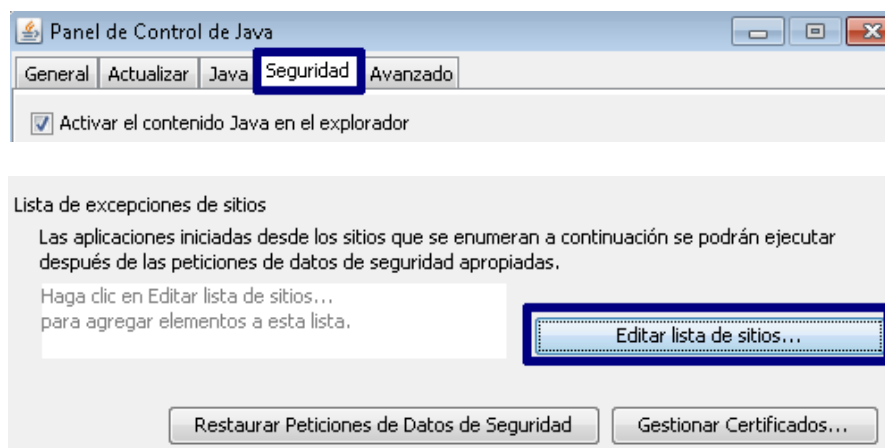 Panel de Control de Java
General Actualizar Java Seguridad Avanzado
Activar el contenido Java en el explorador
Lista de excepciones de sitios
Las aplicaciones iniciadas desde los sitios que se enumeran a continuación se podrán ejecutar
después de las peticiones de datos de seguridad apropiadas.
Haga clic en Editar lista de sitios...
para agregar elementos a esta lista.
Editar lista de sitios...
Restaurar Peticiones de Datos de Seguridad Gestionar Certificados...